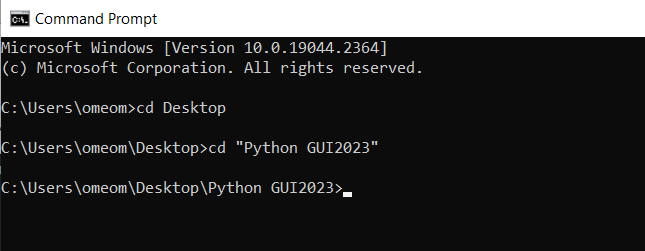 Command Prompt
Microsoft Windows [Version 10.0.19044.2364]
(c) Microsoft Corporation. All rights reserved.
C:\Users\omeom>cd Desktop
C:\Users\omeom\Desktop>cd "Python GUI2023"
C:\Users\omeom\Desktop\Python GUI2023>